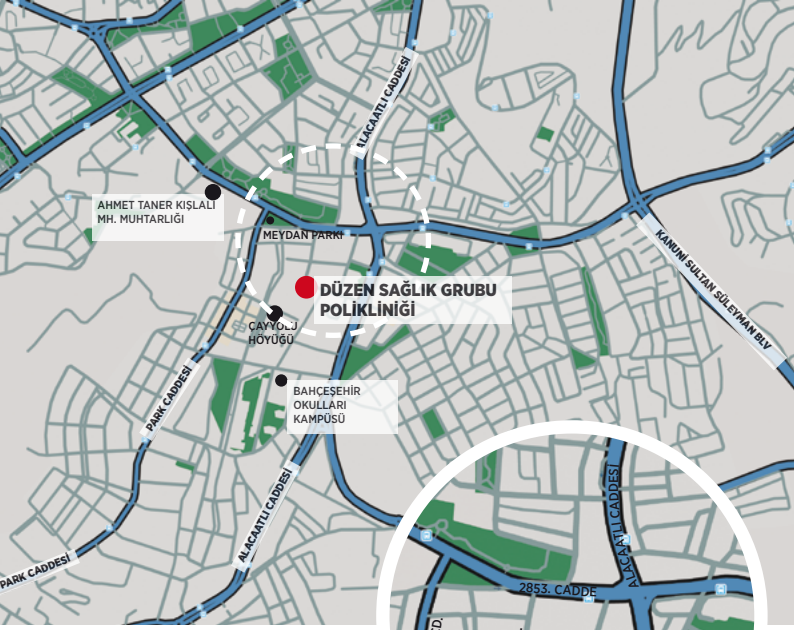 ALACAATLI CADDESİ
AHMET TANER KIŞLALI
MH. MUHTARLIĞI
MEYDAN PARKI
KANUNİ SULTAN SÜLEYMAN BLV
DÜZEN SAĞLIK GRUBU
POLİKLİNİĞİ
ÇAYYOLU
HÖYÜĞÜ
PARK CADDESİ
BAHÇEŞEHİR
OKULLARI
KAMPÜSÜ
ALACAATLI CADDESİ
PARK CADDESİ
ALACAATLI CADDESİ
2853. CADDE